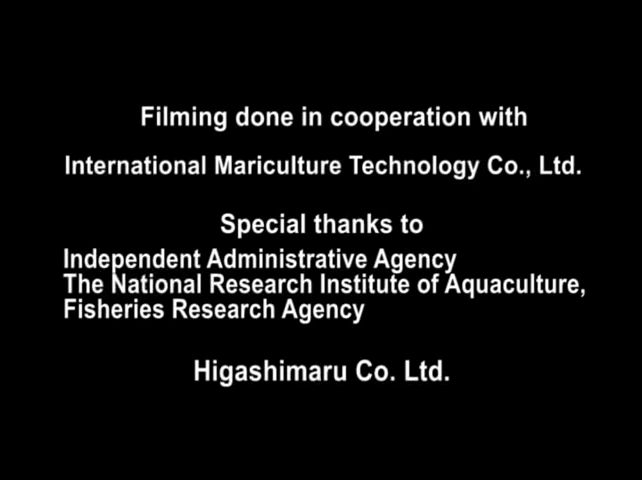 Filming done in cooperation with
International Mariculture Technology Co., Ltd.
Special thanks to
Independent Administrative Agency
The National Research Institute of Aquaculture,
Fisheries Research Agency
Higashimaru Co. Ltd.